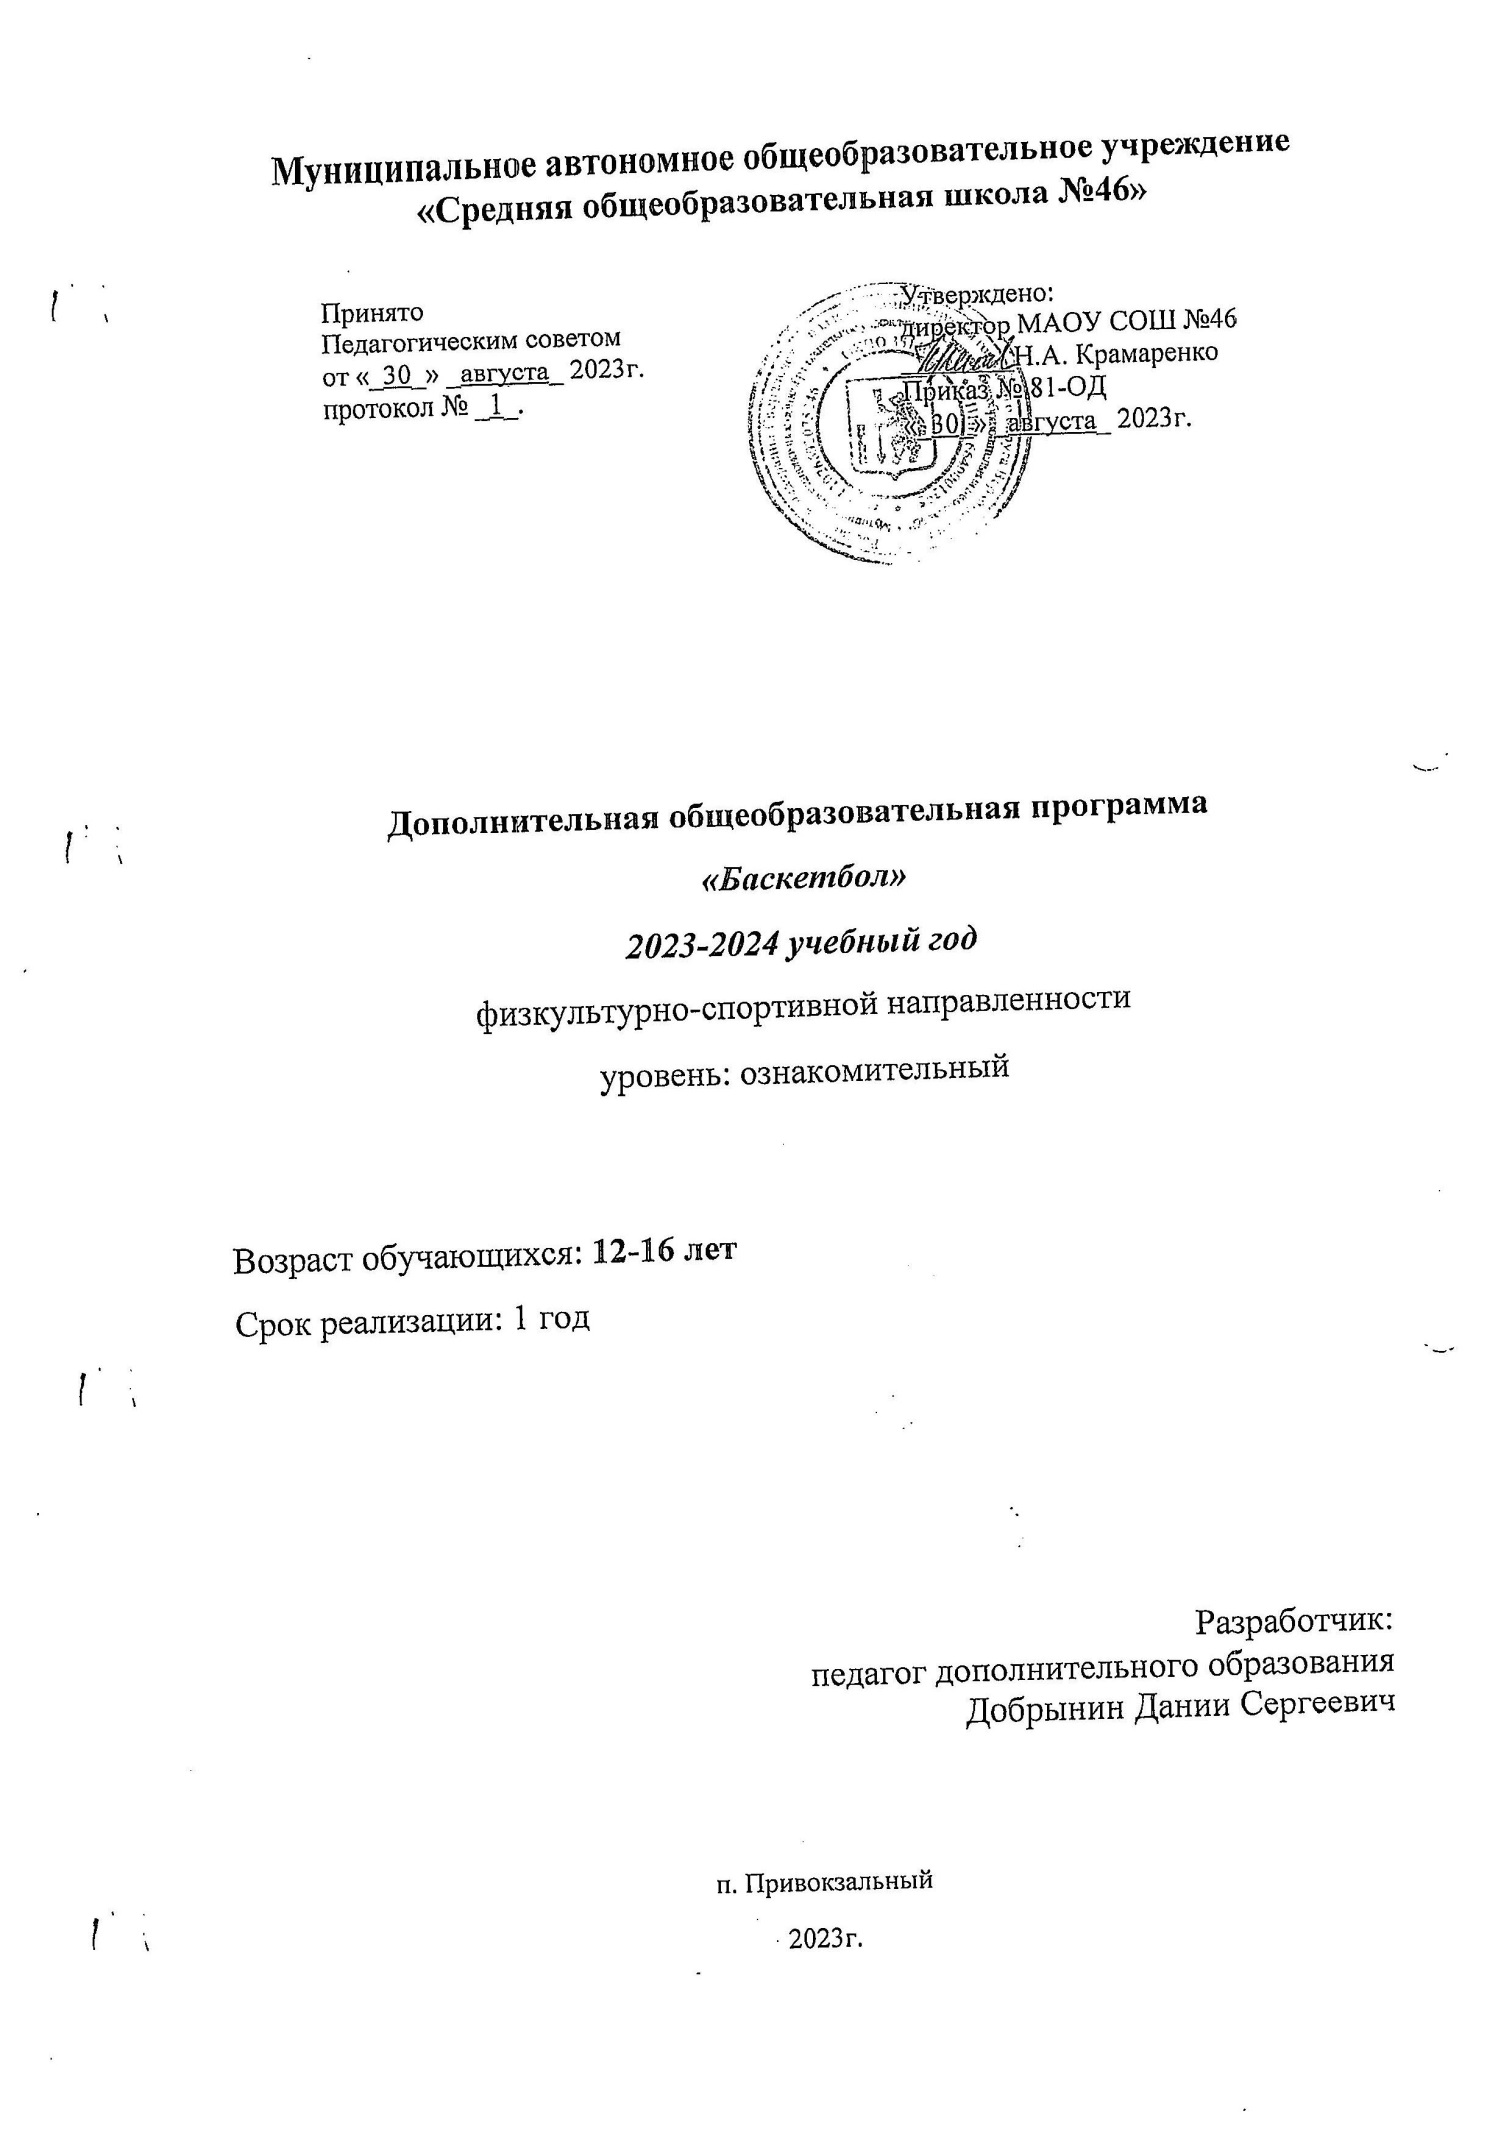 Муниципальное автономное общеобразовательное учреждение
«Средняя общеобразовательная школа №46»
Принято
Педагогическим советом
от «_30_» _августа_ 2023г.
протокол № _1_.
Утверждено:
директор МАОУ СОШ №46
Н.А. Крамаренко
Приказ № 81-ОД
«_30_» _августа_ 2023г.
Дополнительная общеобразовательная программа
«Баскетбол»
2023-2024 учебный год
физкультурно-спортивной направленности
уровень: ознакомительный
Возраст обучающихся: 12-16 лет
Срок реализации: 1 год
Разработчик:
педагог дополнительного образования
Добрынин Дании Сергеевич
п. Привокзальный
2023г.